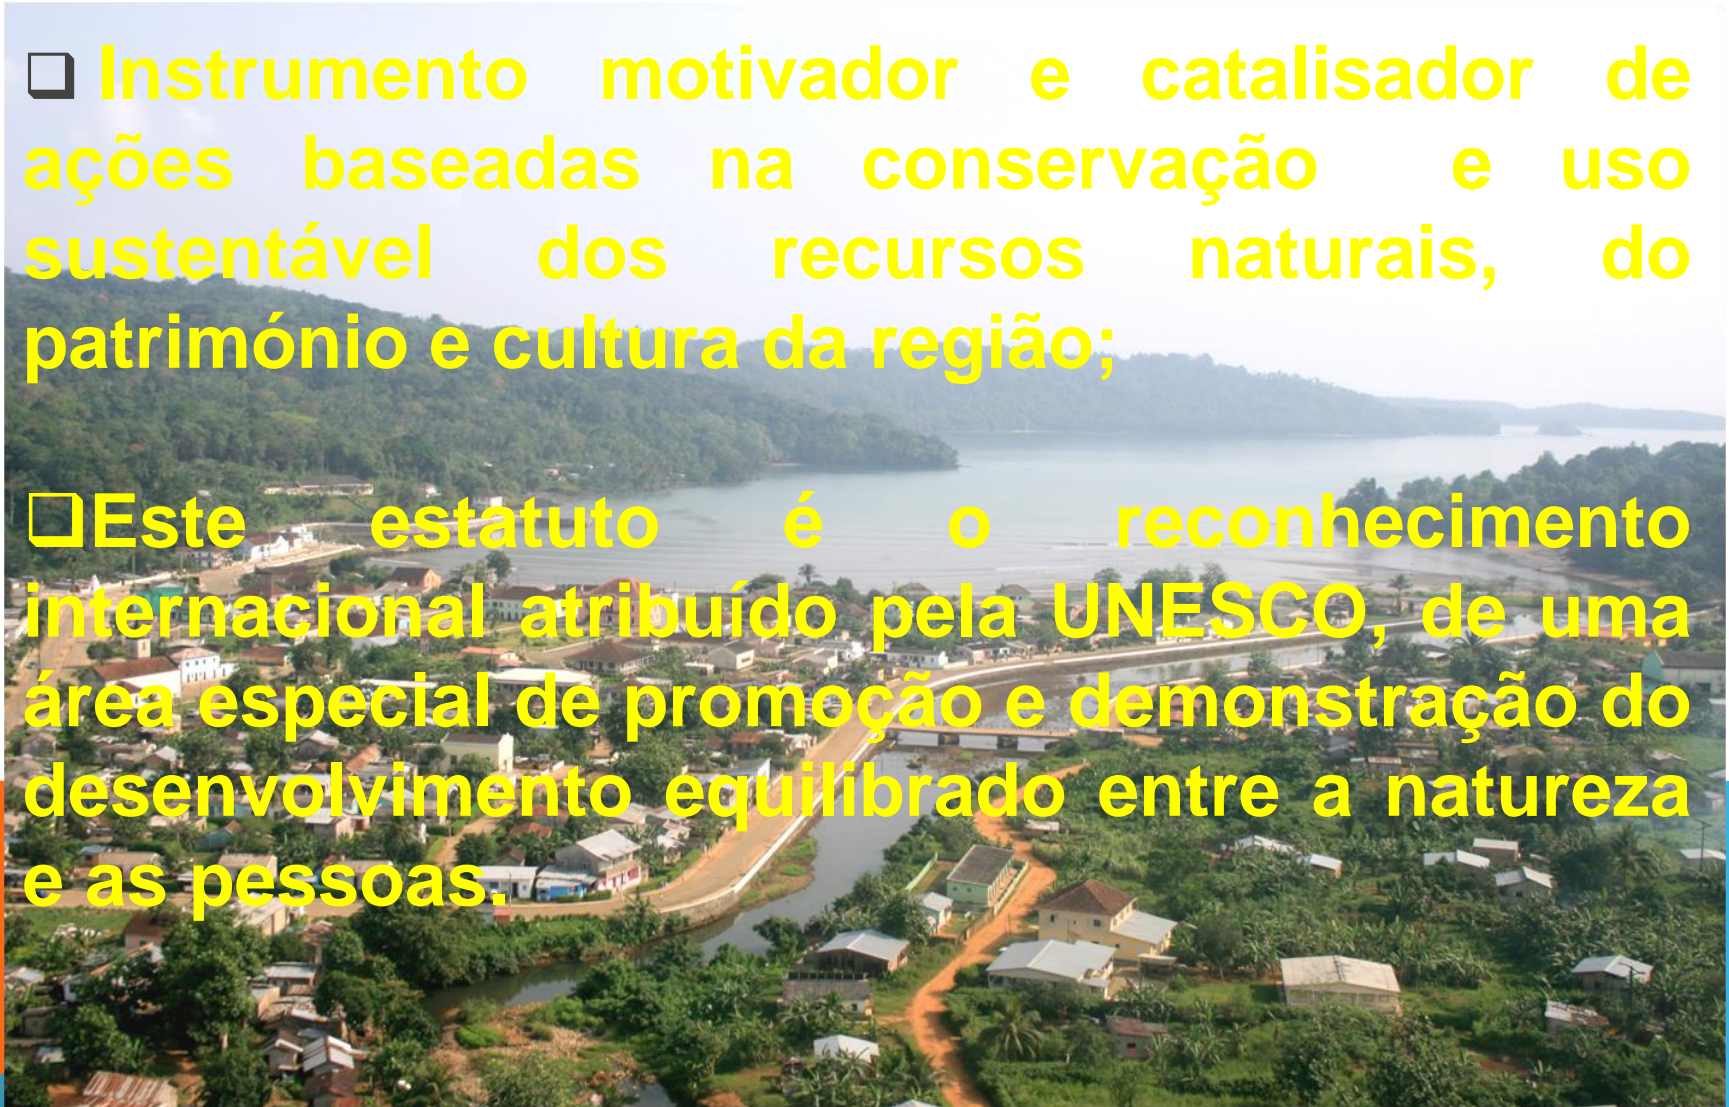 ❑ Instrumento motivador e catalisador de
ações baseadas na conservação e uso
sustentável dos recursos naturais, do
património e cultura da região;
❑Este estatuto é o reconhecimento
internacional atribuído pela UNESCO, de uma
área especial de promoção e demonstração do
desenvolvimento equilibrado entre a natureza
e as pessoas.